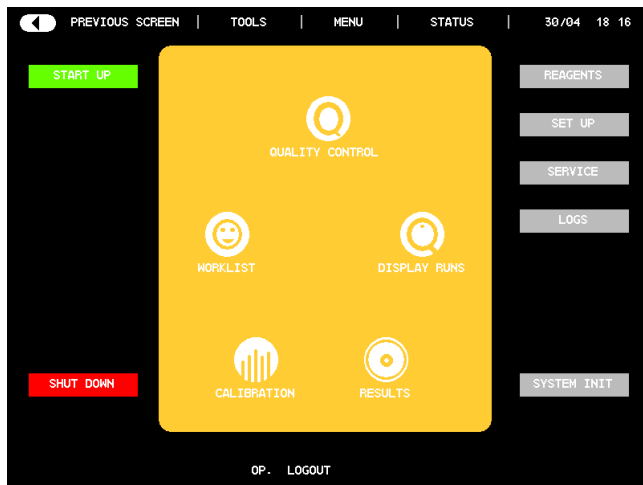 PREVIOUS SCREEN | TOOLS | MENU | STATUS | 30/04 18 16
START UP
REAGENTS
SET UP
QUALITY CONTROL
SERVICE
LOGS
WORKLIST
DISPLAY RUNS
SHUT DOWN
SYSTEM INIT
CALIBRATION
RESULTS
OP. LOGOUT